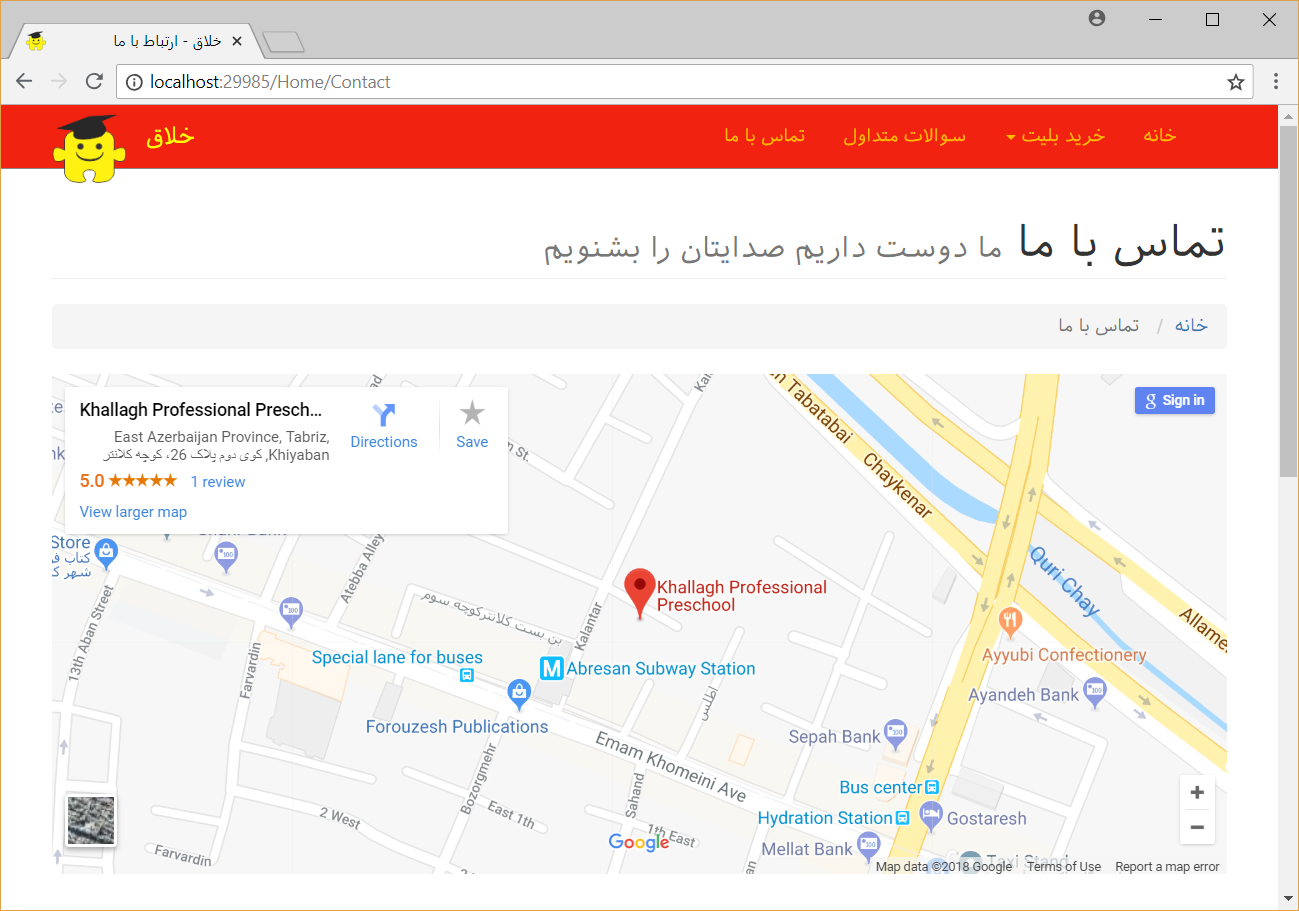 خلاق - ارتباط با ما
localhost:29985/Home/Contact
خانه
خرید بلیت
سوالات متداول
تماس با ما
خلاق
تماس با ما ما دوست داریم صدایتان را بشنویم
خانه / تماس با ما
Khallagh Professional Presch...
East Azerbaijan Province, Tabriz,
Khiyaban, کوی دوم پلاک 26، کوچه کلانتر
5.0
1 review
View larger map
Directions
Save
Sign in
Tabatabai
Chaykenar
Quri Chay
Store
13th Aban Street
Atebba Alley
Farvardin
بن بست کلانترکوچه سوم
Kalantar
Khallagh Professional
Preschool
Special lane for buses
Abresan Subway Station
Forouzesh Publications
اطلس
Ayyubi Confectionery
Ayandeh Bank
Sepah Bank
Emam Khomeini Ave
Bozorgmehr
Sahand
Bus center
Hydration Station
Gostaresh
Mellat Bank
Taxi Stand
2 West
East 1th
1th East
Farvardin
Google
Map data ©2018 Google
Terms of Use
Report a map error